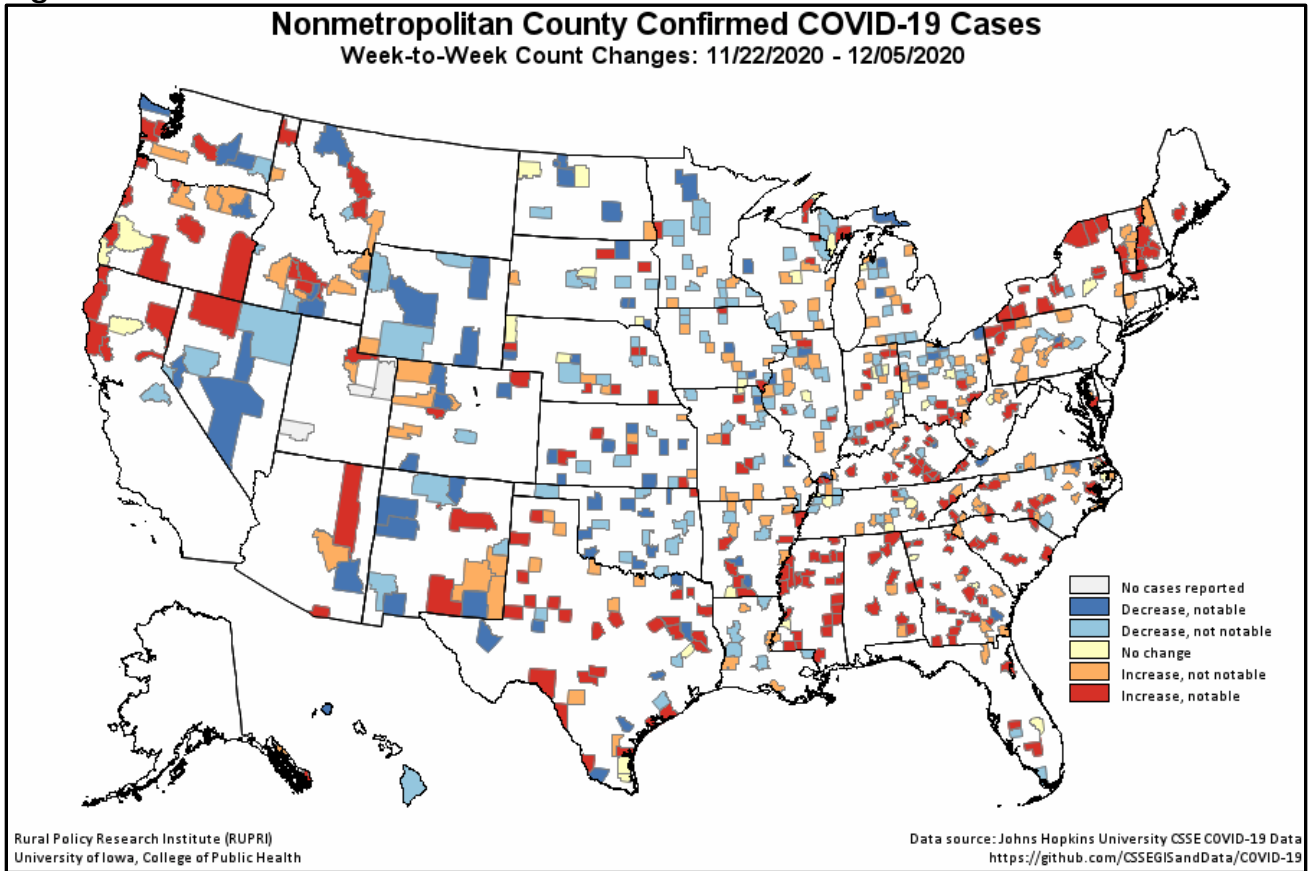 Nonmetropolitan County Confirmed COVID-19 Cases
Week-to-Week Count Changes: 11/22/2020 - 12/05/2020
No cases reported
Decrease, notable
Decrease, not notable
No change
Increase, not notable
Increase, notable
Rural Policy Research Institute (RUPRI)
University of Iowa, College of Public Health
Data source: Johns Hopkins University CSSE COVID-19 Data
https://github.com/CSSEGISandData/COVID-19